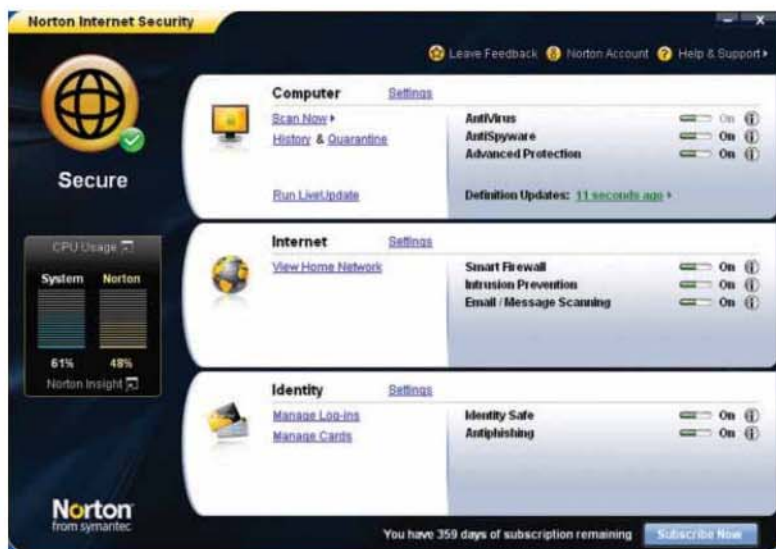 Norton Internet Security
Leave Feedback Norton Account Help & Support
Secure
CPU Usage
System Norton
61% 48%
Norton Insight
Norton
from symantec
Computer Settings
Scan Now
History & Quarantine
Run LiveUpdate
AntiVirus On
AntiSpyware On
Advanced Protection On
Definition Updates: 11 seconds ago
Internet Settings
View Home Network
Smart Firewall On
Intrusion Prevention On
Email / Message Scanning On
Identity Settings
Manage Log-ins
Manage Cards
Identity Safe On
Antiphishing On
You have 359 days of subscription remaining Subscribe Now